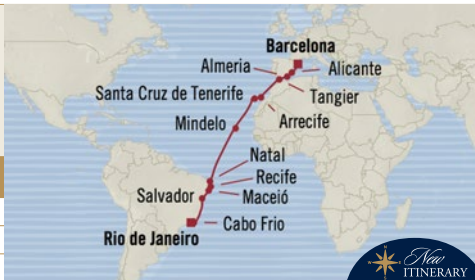 Barcelona
Almeria
Alicante
Santa Cruz de Tenerife
Tangier
Arrecife
Mindelo
Natal
Recife
Maceió
Salvador
Cabo Frio
Rio de Janeiro
New
ITINERARY